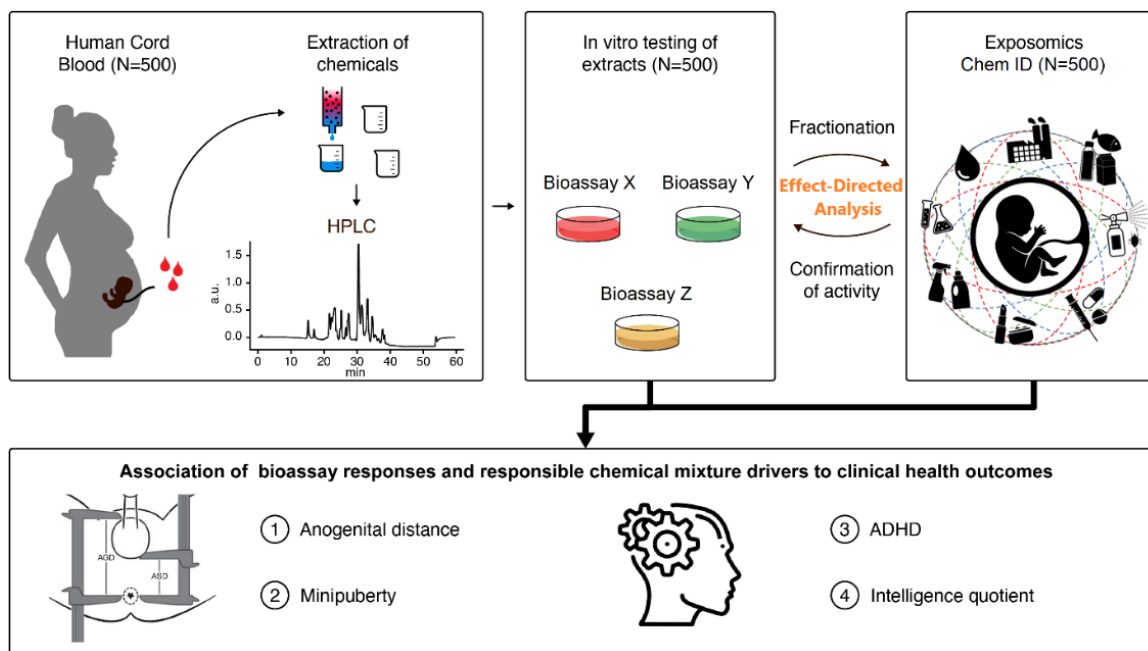 Human Cord
Blood (N=500)
Extraction of
chemicals
HPLC
a.u.
1.5
1.0
0.5
0.0
0 10 20 30 40 50 60
min
In vitro testing of
extracts (N=500)
Bioassay X
Bioassay Y
Bioassay Z
Fractionation
Effect-Directed
Analysis
Confirmation
of activity
Exposomics
Chem ID (N=500)
Association of bioassay responses and responsible chemical mixture drivers to clinical health outcomes
AGD
ASD
1 Anogenital distance
2 Minipuberty
3 ADHD
4 Intelligence quotient